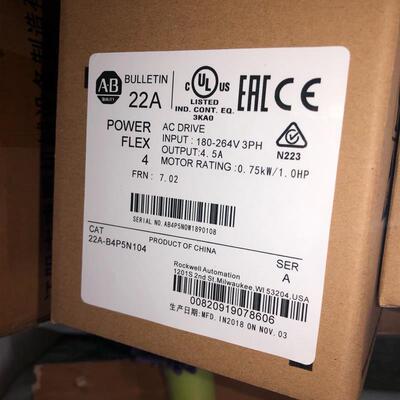 AB
QUALITY
BULLETIN
22A
C UL US
LISTED
IND. CONT. EQ.
3KA0
EAC CE
N223
POWER
FLEX
4
AC DRIVE
INPUT: 180-264V 3PH
OUTPUT: 4.5A
MOTOR RATING: 0.75kW/1.0HP
FRN : 7.02
SERIAL NO. AB4P5N0W1890108
CAT
22A-B4P5N104
PRODUCT OF CHINA
SER
A
Rockwell Automation
1201S 2nd St.Milwaukee,WI 53204,USA
00820919078606
生产日期:MFD. IN2018 ON NOV. 03